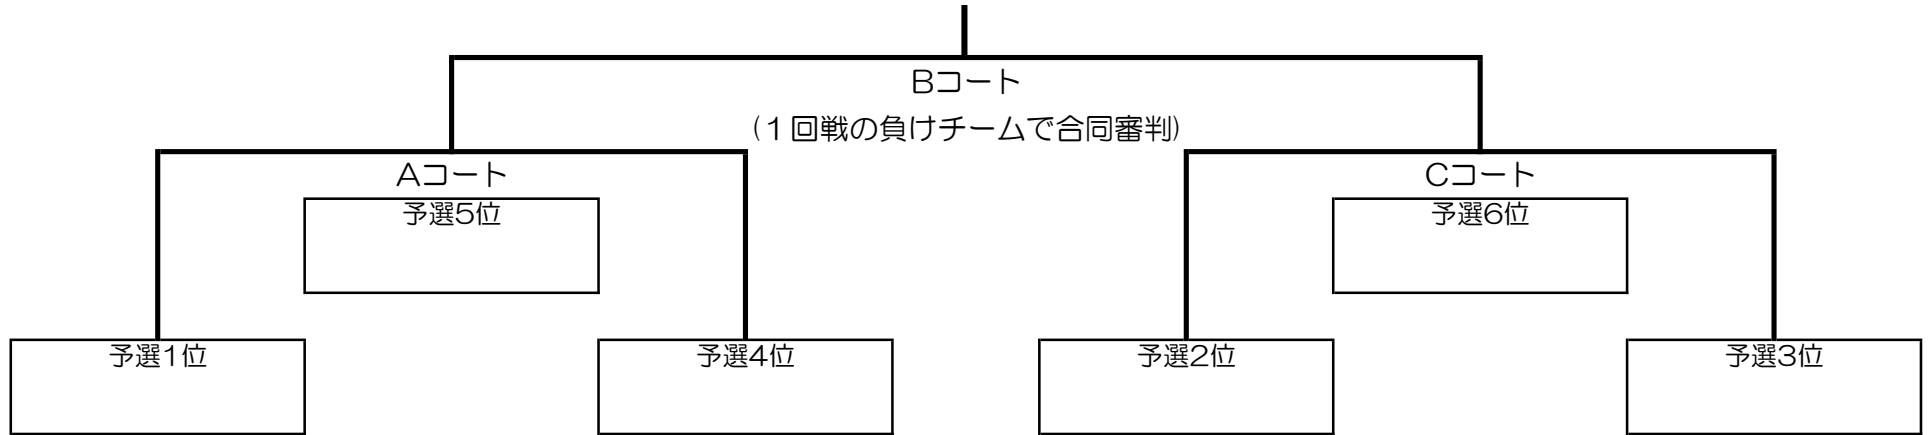 Bコート
(1回戦の負けチームで合同審判)
Aコート
Cコート
予選5位
予選6位
予選1位
予選4位
予選2位
予選3位